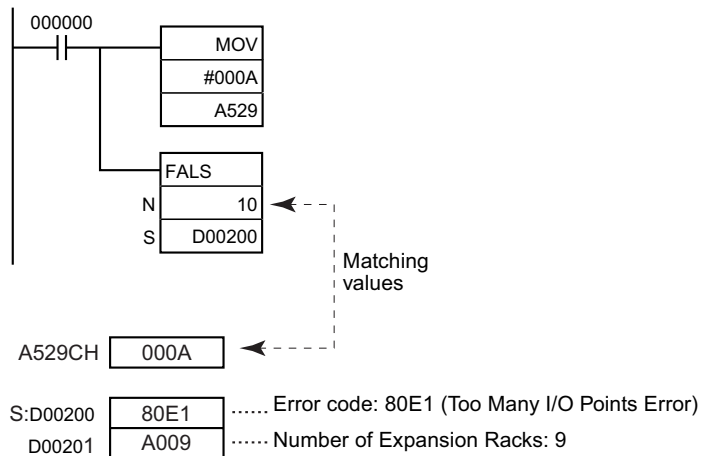 000000
MOV
#000A
A529
FALS
N 10
S D00200
Matching
values
A529CH 000A
S:D00200 80E1 ...... Error code: 80E1 (Too Many I/O Points Error)
D00201 A009 ...... Number of Expansion Racks: 9